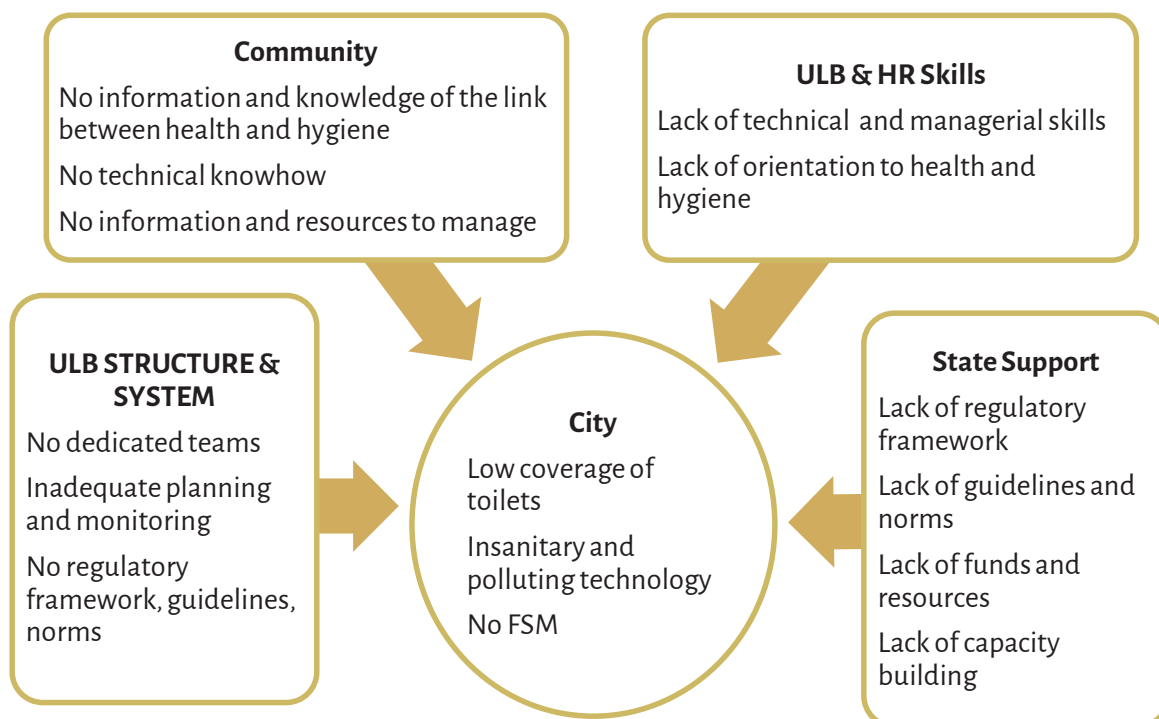 Community
No information and knowledge of the link
between health and hygiene
No technical knowhow
No information and resources to manage
ULB & HR Skills
Lack of technical and managerial skills
Lack of orientation to health and
hygiene
ULB STRUCTURE &
SYSTEM
No dedicated teams
Inadequate planning
and monitoring
No regulatory
framework, guidelines,
norms
City
Low coverage of
toilets
Insanitary and
polluting technology
No FSM
State Support
Lack of regulatory
framework
Lack of guidelines and
norms
Lack of funds and
resources
Lack of capacity
building